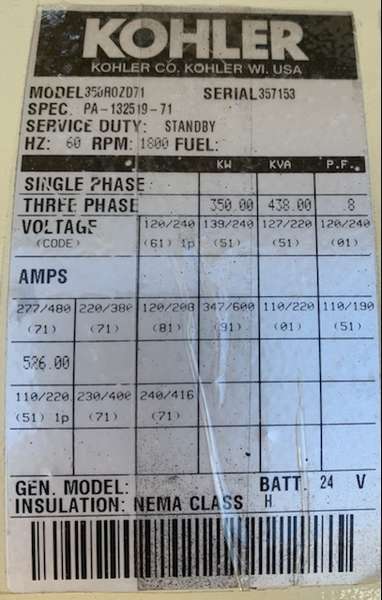 KOHLER
KOHLER CO. KOHLER WI. USA
MODEL 350ROZD71 SERIAL 357153
SPEC. PA-132519-71
SERVICE DUTY: STANDBY
HZ: 60 RPM: 1800 FUEL:
KW KVA P.F.
SINGLE PHASE
THREE PHASE 350.00 438.00 8
VOLTAGE 120/240 139/240 127/220 120/240
(CODE) (61) 1p (51) (51) (01)
AMPS
277/480 220/380 120/208 347/600 110/220 110/190
(71) (71) (81) (91) (01) (51)
526.00
110/220 230/400 240/416
(51) 1p (71) (71)
GEN. MODEL: BATT. 24 V
INSULATION: NEMA CLASS H